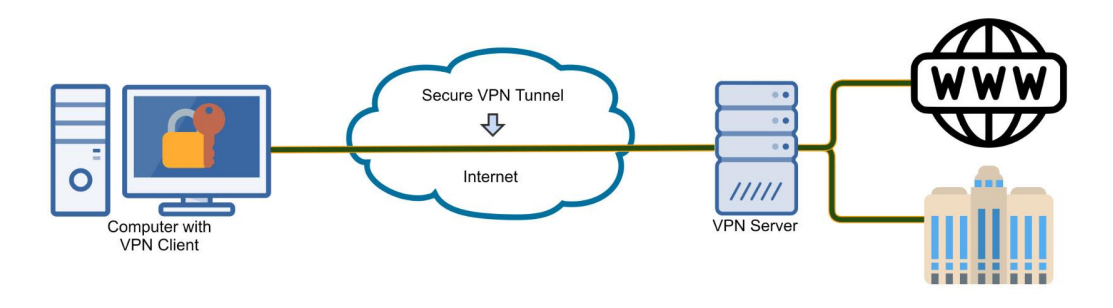 Secure VPN Tunnel
Internet
Computer with
VPN Client
VPN Server
WWW